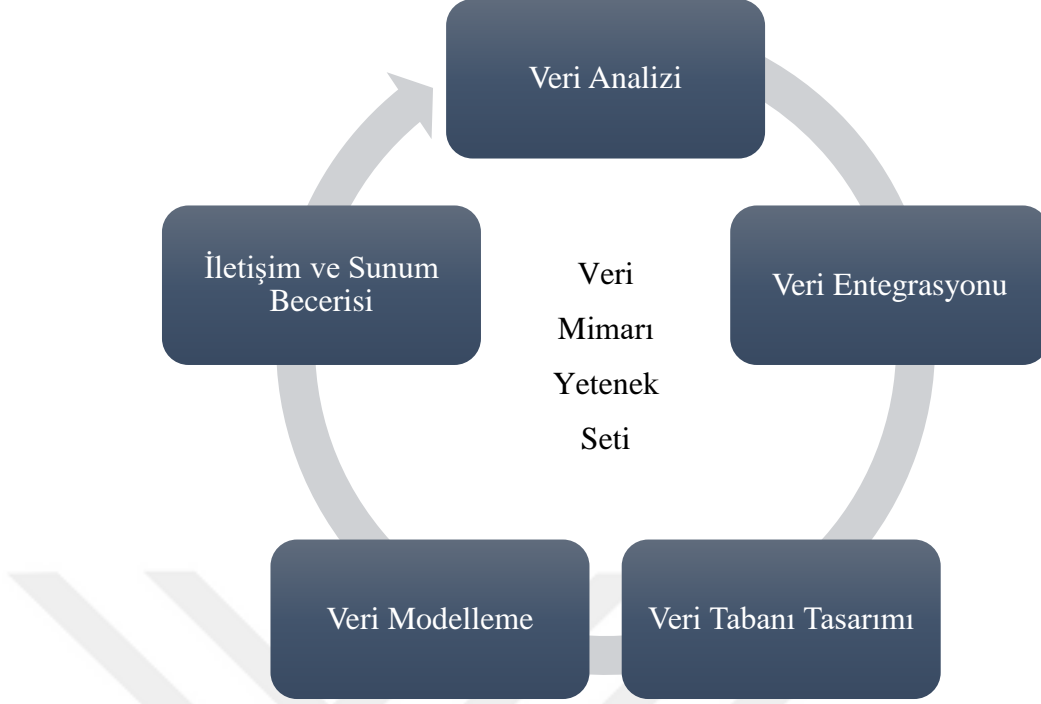 Veri Analizi
Veri Entegrasyonu
Veri Tabanı Tasarımı
Veri Modelleme
İletişim ve Sunum
Becerisi
Veri
Mimarı
Yetenek
Seti